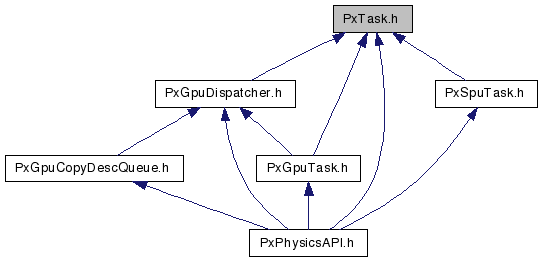 PxTask.h
PxGpuDispatcher.h
PxSpuTask.h
PxGpuCopyDescQueue.h
PxGpuTask.h
PxPhysicsAPI.h